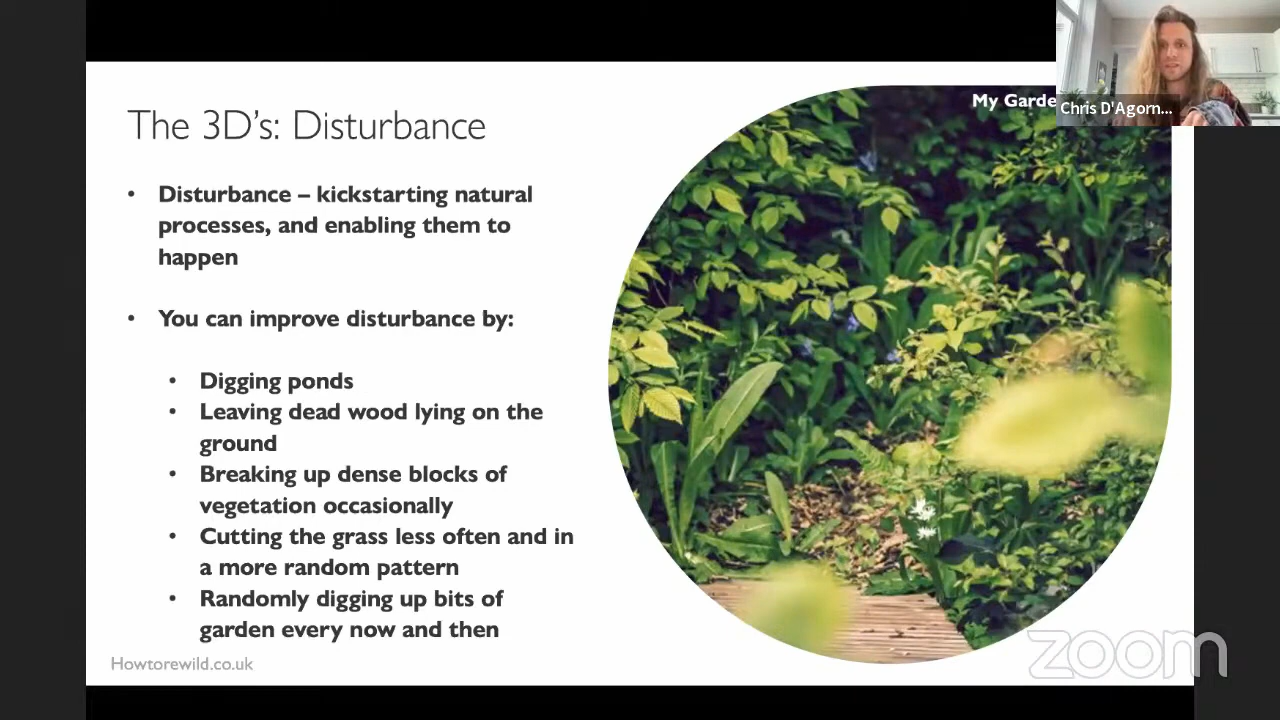 My Garde
Chris D'Agorn...
The 3D's: Disturbance
• Disturbance – kickstarting natural
processes, and enabling them to
happen
• You can improve disturbance by:
• Digging ponds
• Leaving dead wood lying on the
ground
• Breaking up dense blocks of
vegetation occasionally
• Cutting the grass less often and in
a more random pattern
• Randomly digging up bits of
garden every now and then
Howtorewild.co.uk
zoom